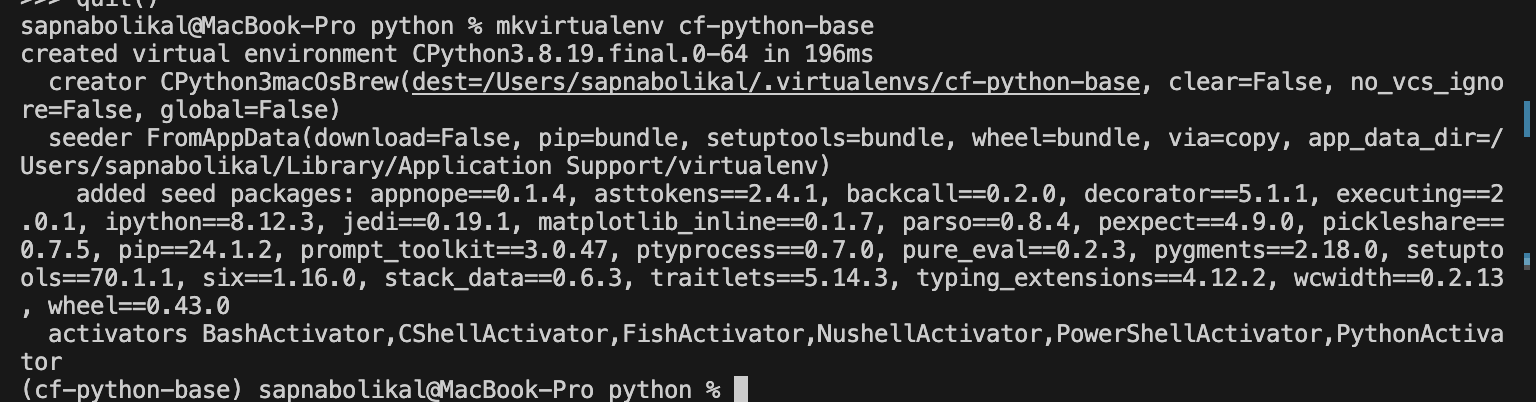 >>> quit()
sapnabolikal@MacBook-Pro python % mkvirtualenv cf-python-base
created virtual environment CPython3.8.19.final.0-64 in 196ms
  creator CPython3macOsBrew(dest=/Users/sapnabolikal/.virtualenvs/cf-python-base, clear=False, no_vcs_igno
re=False, global=False)
  seeder FromAppData(download=False, pip=bundle, setuptools=bundle, wheel=bundle, via=copy, app_data_dir=/
Users/sapnabolikal/Library/Application Support/virtualenv)
    added seed packages: appnope==0.1.4, asttokens==2.4.1, backcall==0.2.0, decorator==5.1.1, executing==2
.0.1, ipython==8.12.3, jedi==0.19.1, matplotlib_inline==0.1.7, parso==0.8.4, pexpect==4.9.0, pickleshare==
0.7.5, pip==24.1.2, prompt_toolkit==3.0.47, ptyprocess==0.7.0, pure_eval==0.2.3, pygments==2.18.0, setupto
ols==70.1.1, six==1.16.0, stack_data==0.6.3, traitlets==5.14.3, typing_extensions==4.12.2, wcwidth==0.2.13
, wheel==0.43.0
  activators BashActivator,CShellActivator,FishActivator,NushellActivator,PowerShellActivator,PythonActiva
tor
(cf-python-base) sapnabolikal@MacBook-Pro python %